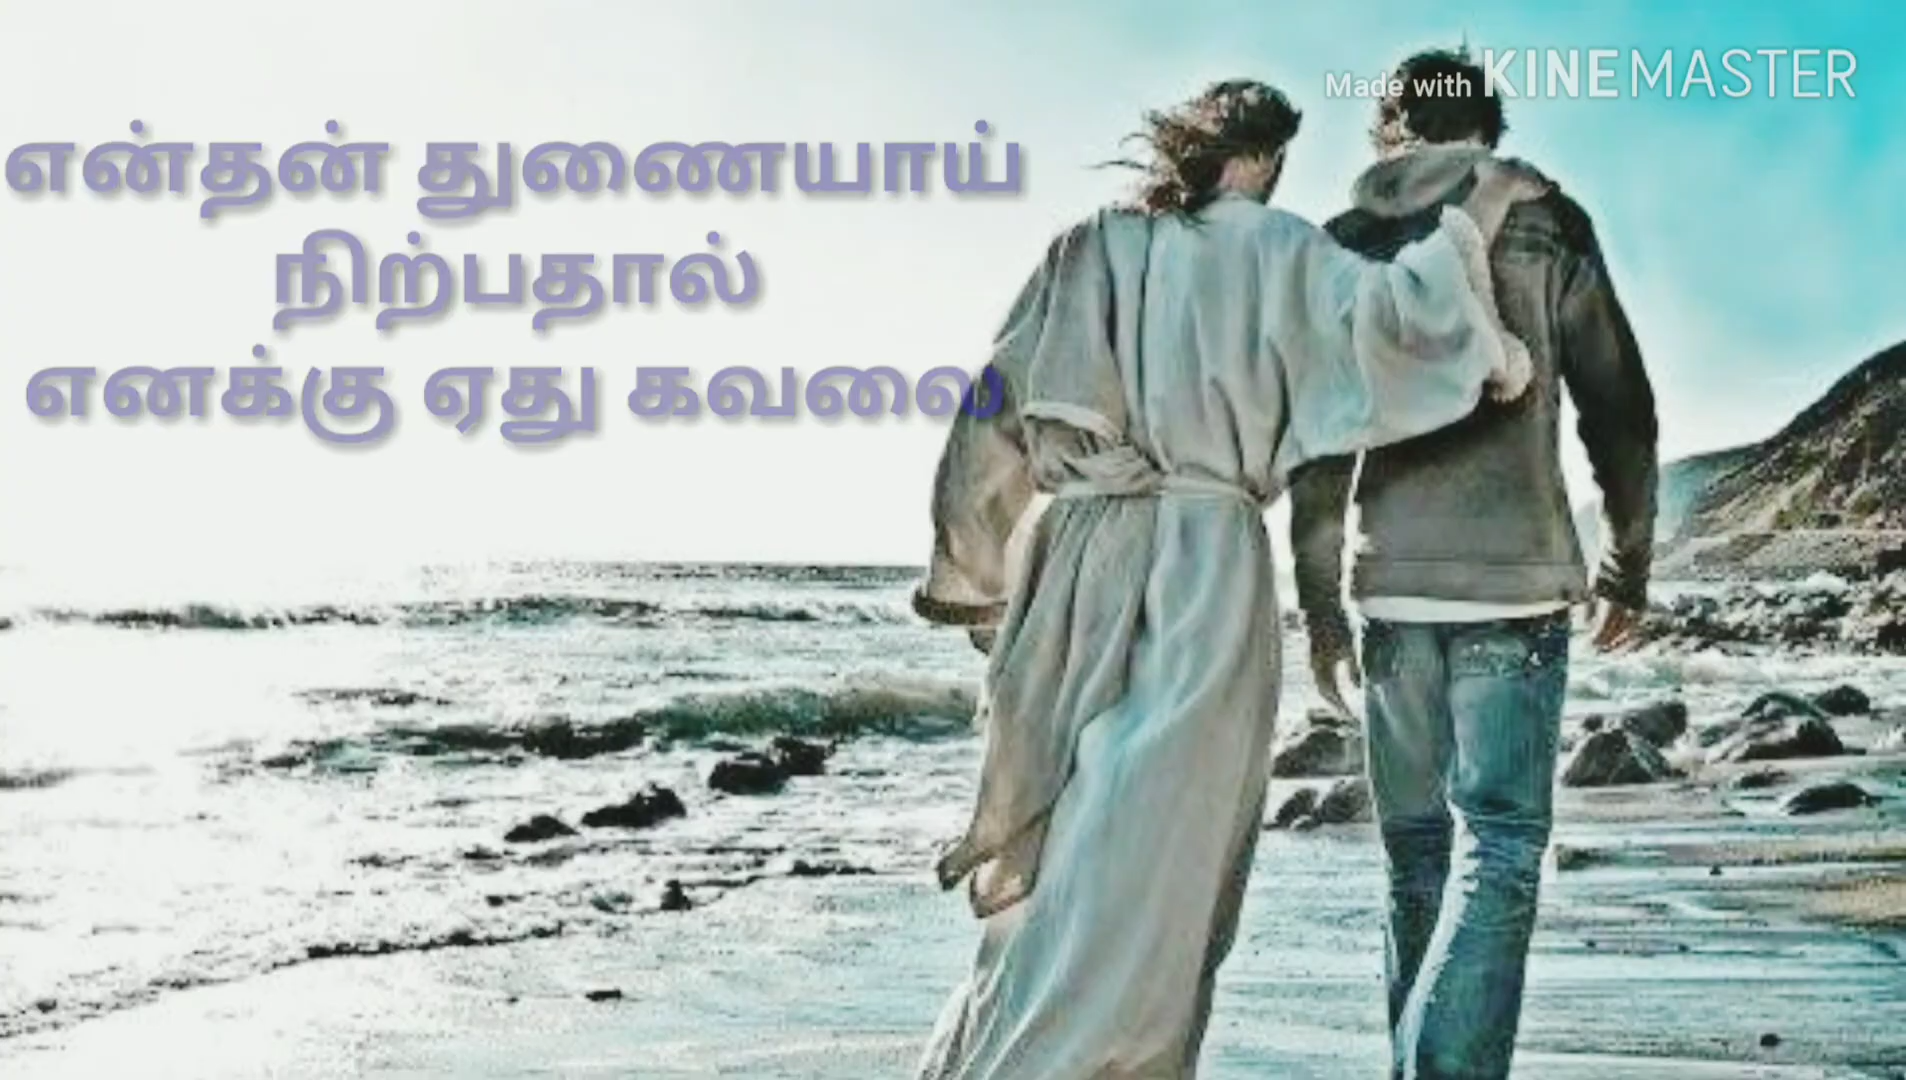 Made with KINEMASTER
என்தன் துணையாய்
நிற்பதால்
எனக்கு ஏது கவலை